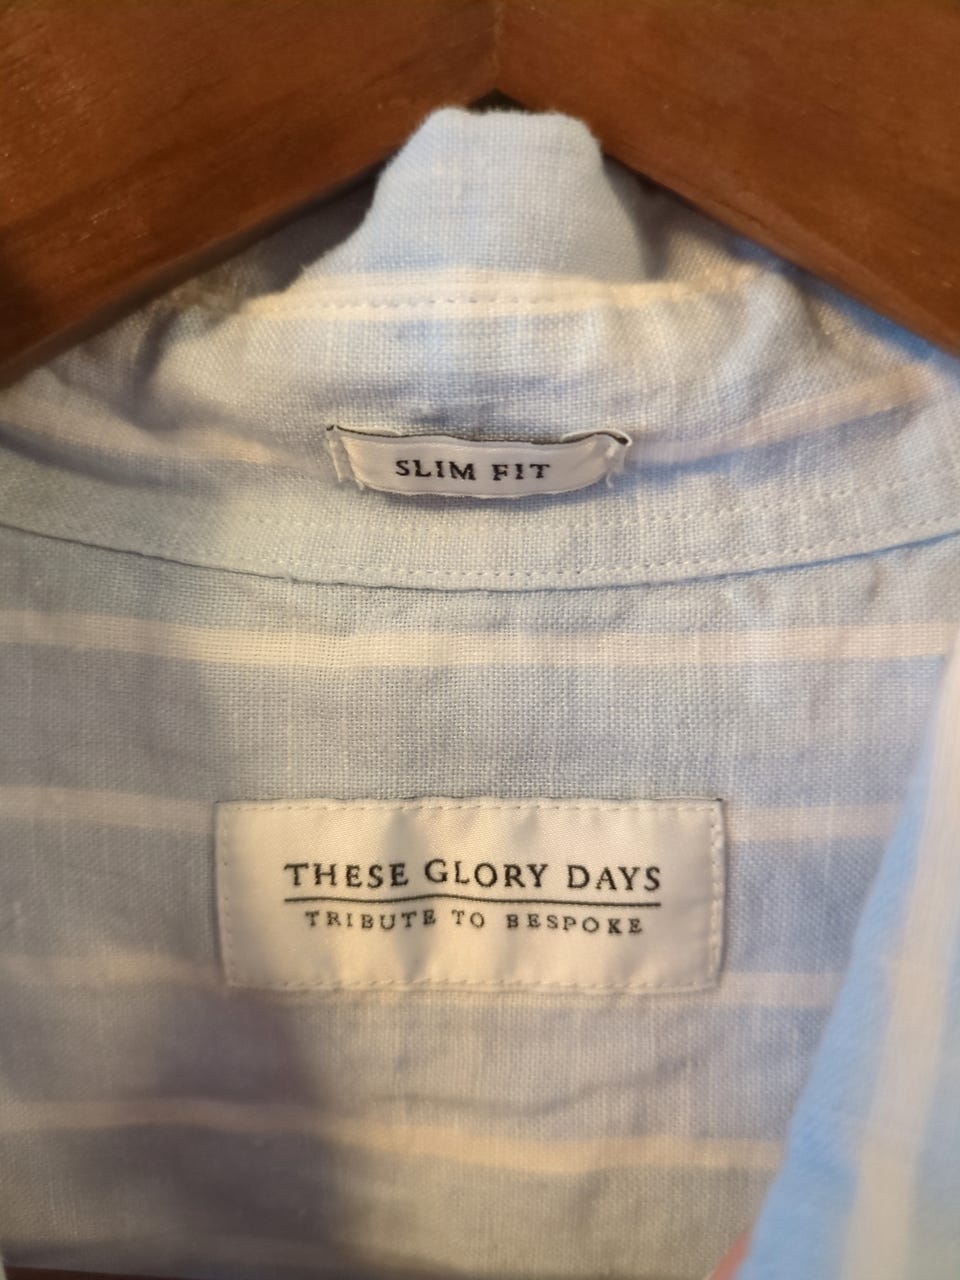 SLIM FIT
THESE GLORY DAYS
TRIBUTE TO BESPOKE